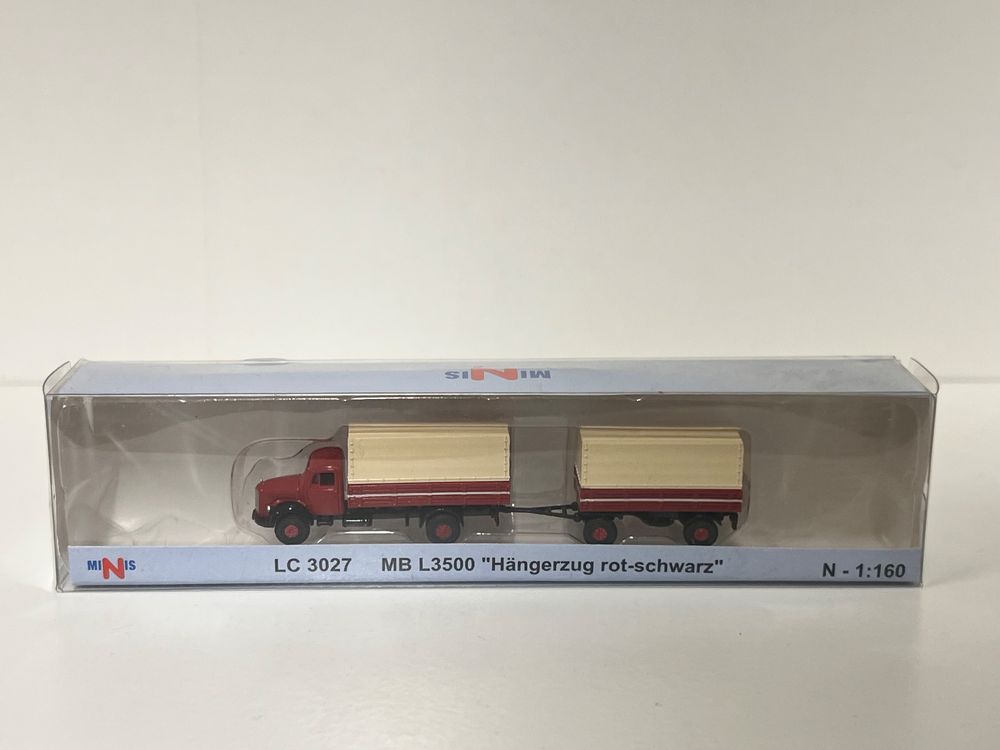 MINIS
MINIS LC 3027 MB L3500 "Hängerzug rot-schwarz" N - 1:160